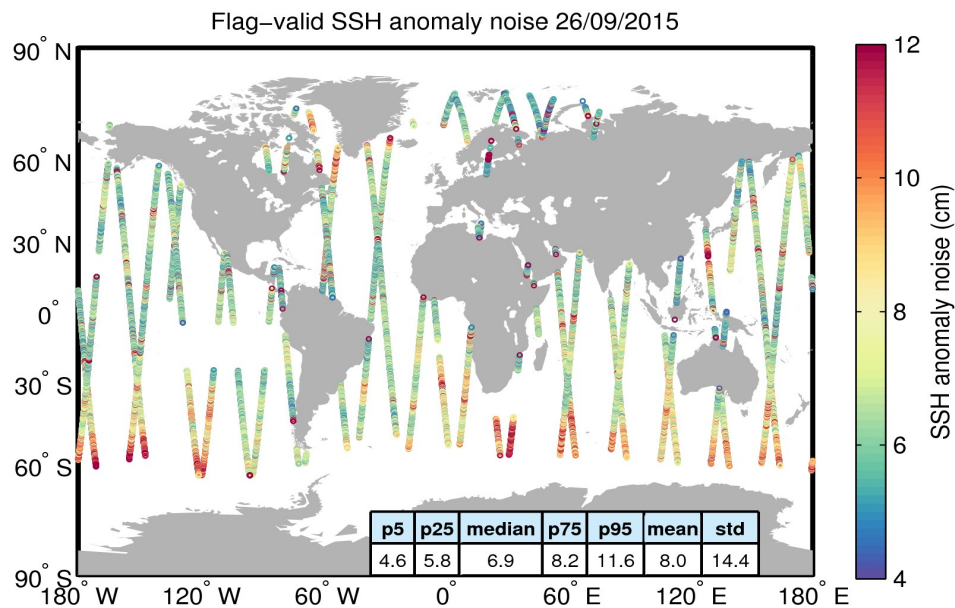 Flag−valid SSH anomaly noise 26/09/2015
90° N
60° N
30° N
0°
30° S
60° S
90° S
180° W
120° W
60° W
0°
60° E
120° E
180° E
p5 p25 median p75 p95 mean std
4.6 5.8 6.9 8.2 11.6 8.0 14.4
12
10
8
6
4
SSH anomaly noise (cm)